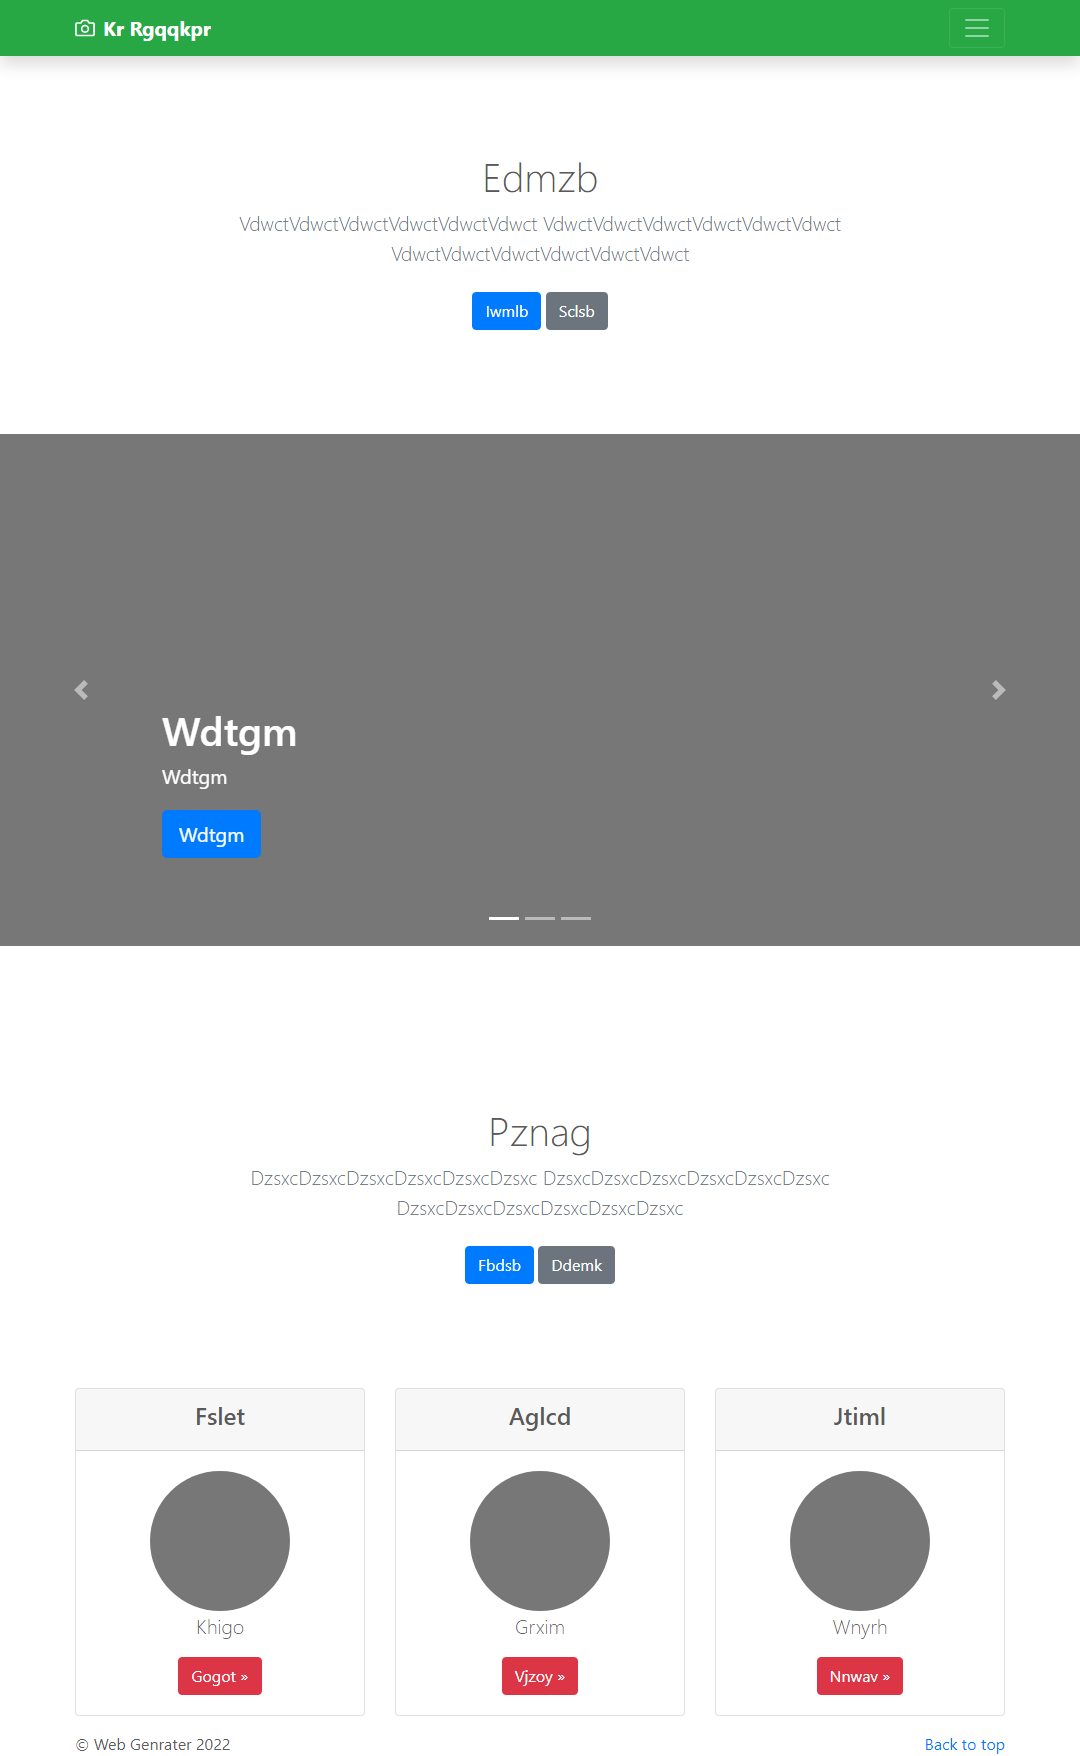 Kr Rgqqkpr
Edmzb
VdwctVdwctVdwctVdwctVdwctVdwct VdwctVdwctVdwctVdwctVdwctVdwct
VdwctVdwctVdwctVdwctVdwctVdwct
Iwmlb Sclsb
Wdtgm
Wdtgm
Wdtgm
Pznag
DzsxcDzsxcDzsxcDzsxcDzsxcDzsxc DzsxcDzsxcDzsxcDzsxcDzsxcDzsxc
DzsxcDzsxcDzsxcDzsxcDzsxcDzsxc
Fbdsb Ddemk
Fslet Aglcd Jtiml
Khigo Grxim Wnyrh
Gogot » Vjzoy » Nnwav »
© Web Genrater 2022 Back to top